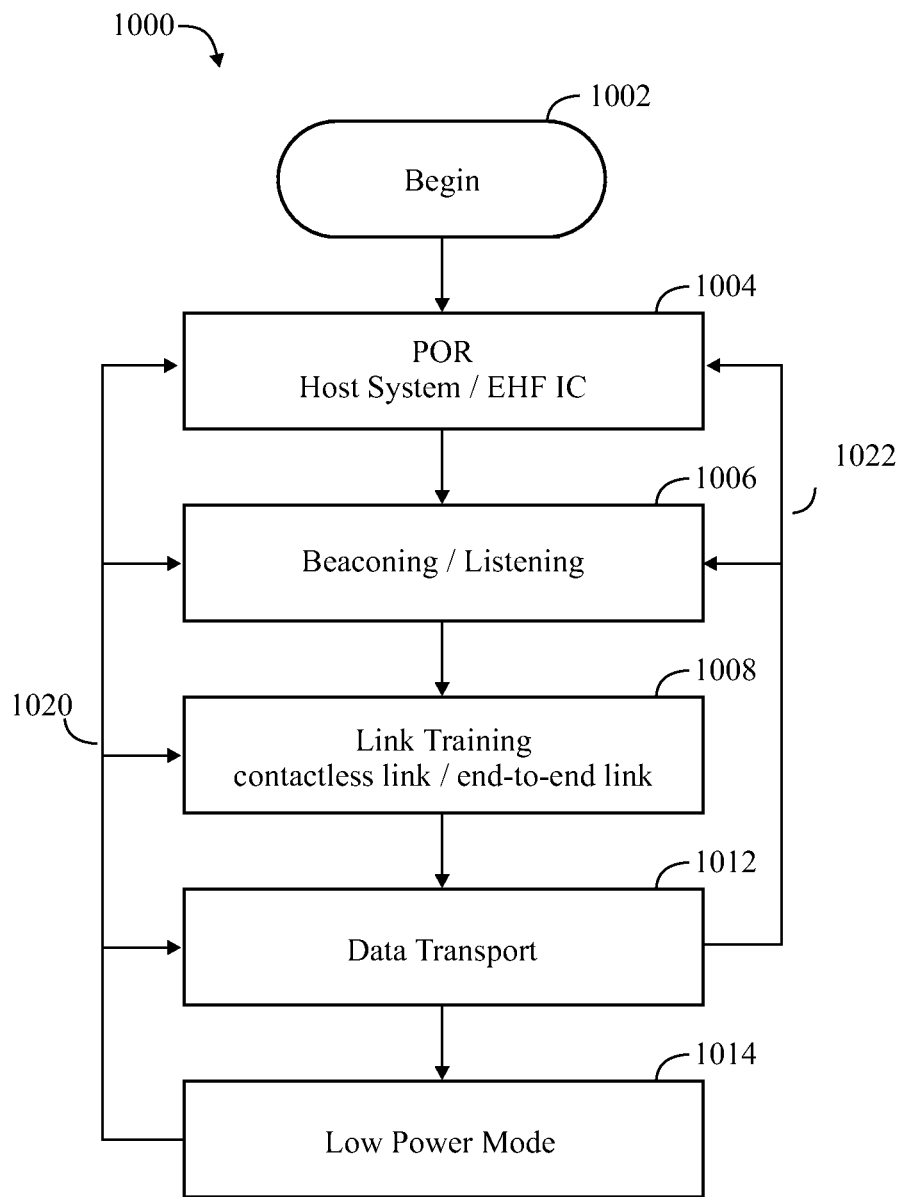 1000
1002
Begin
1004
POR
Host System / EHF IC
1022
1006
Beaconing / Listening
1008
1020
Link Training
contactless link / end-to-end link
1012
Data Transport
1014
Low Power Mode